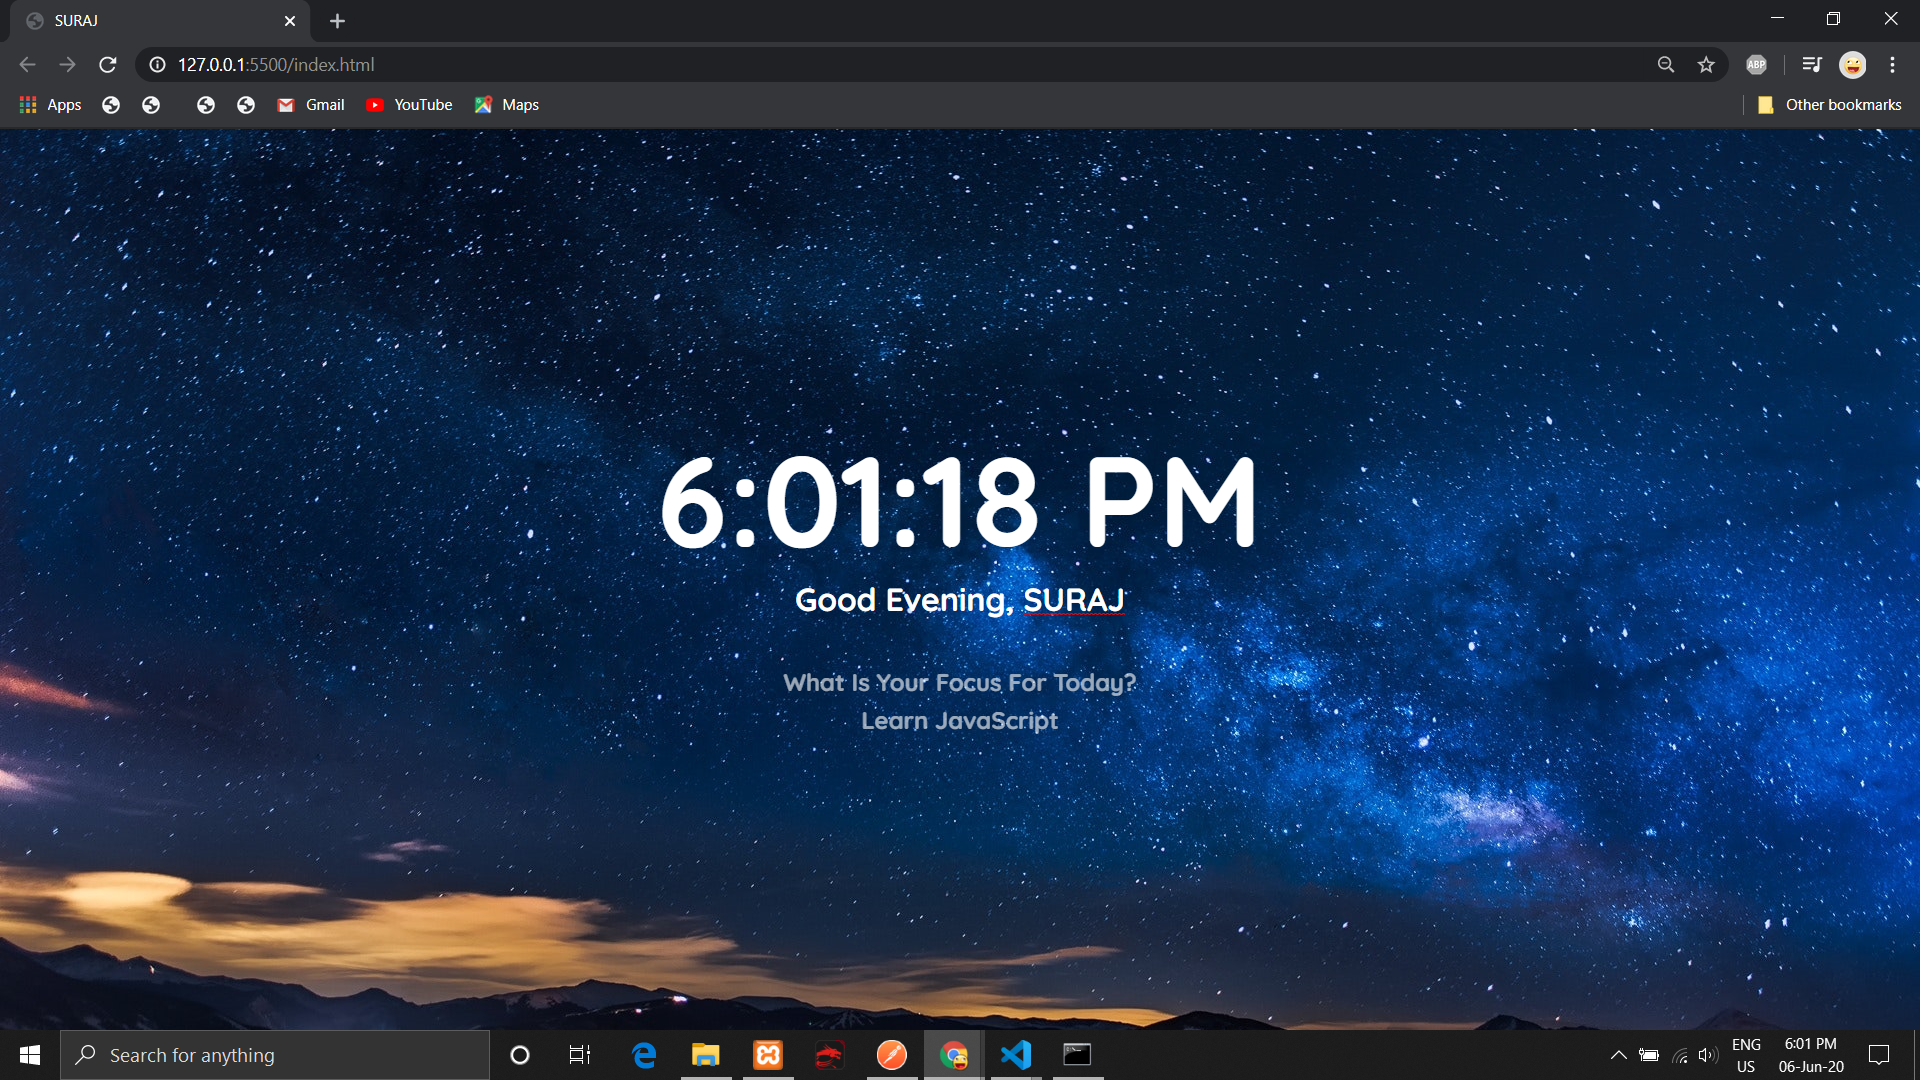 SURAJ
127.0.0.1:5500/index.html
ABP
Apps
Gmail
YouTube
Maps
Other bookmarks
6:01:18 PM
Good Evening, SURAJ
What Is Your Focus For Today?
Learn JavaScript
Search for anything
ENG
US
6:01 PM
06-Jun-20